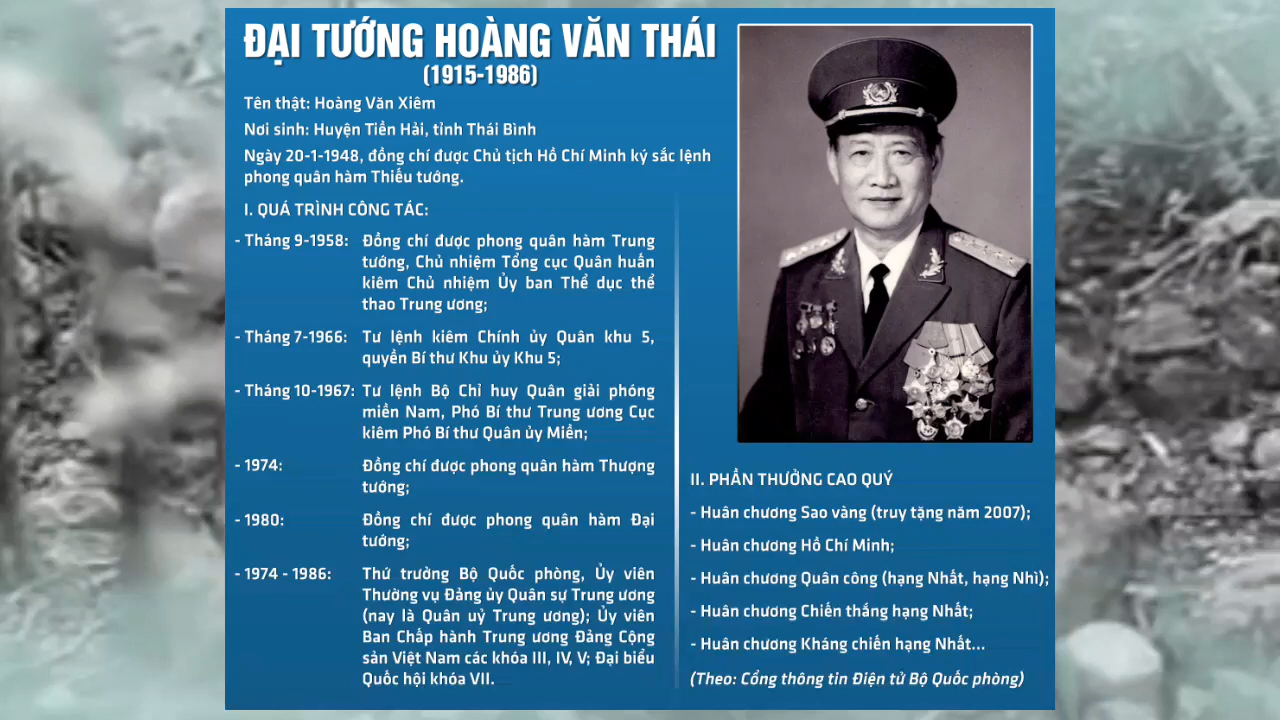 ĐẠI TƯỚNG HOÀNG VĂN THÁI
(1915-1986)
Tên thật: Hoàng Văn Xiêm
Nơi sinh: Huyện Tiền Hải, tỉnh Thái Bình
Ngày 20-1-1948, đồng chí được Chủ tịch Hồ Chí Minh ký sắc lệnh
phong quân hàm Thiếu tướng.
I. QUÁ TRÌNH CÔNG TÁC:
- Tháng 9-1958: Đồng chí được phong quân hàm Trung
tướng, Chủ nhiệm Tổng cục Quân huấn
kiêm Chủ nhiệm Ủy ban Thể dục thể
thao Trung ương;
- Tháng 7-1966: Tư lệnh kiêm Chính ủy Quân khu 5,
quyền Bí thư Khu ủy Khu 5;
- Tháng 10-1967: Tư lệnh Bộ Chỉ huy Quân giải phóng
miền Nam, Phó Bí thư Trung ương Cục
kiêm Phó Bí thư Quân ủy Miền;
- 1974: Đồng chí được phong quân hàm Thượng
tướng;
- 1980: Đồng chí được phong quân hàm Đại
tướng;
- 1974 - 1986: Thứ trưởng Bộ Quốc phòng, Ủy viên
Thường vụ Đảng ủy Quân sự Trung ương
(nay là Quân uỷ Trung ương); Ủy viên
Ban Chấp hành Trung ương Đảng Cộng
sản Việt Nam các khóa III, IV, V; Đại biểu
Quốc hội khóa VII.
II. PHẦN THƯỞNG CAO QUÝ
- Huân chương Sao vàng (truy tặng năm 2007);
- Huân chương Hồ Chí Minh;
- Huân chương Quân công (hạng Nhất, hạng Nhì);
- Huân chương Chiến thắng hạng Nhất;
- Huân chương Kháng chiến hạng Nhất...
(Theo: Cổng thông tin Điện tử Bộ Quốc phòng)